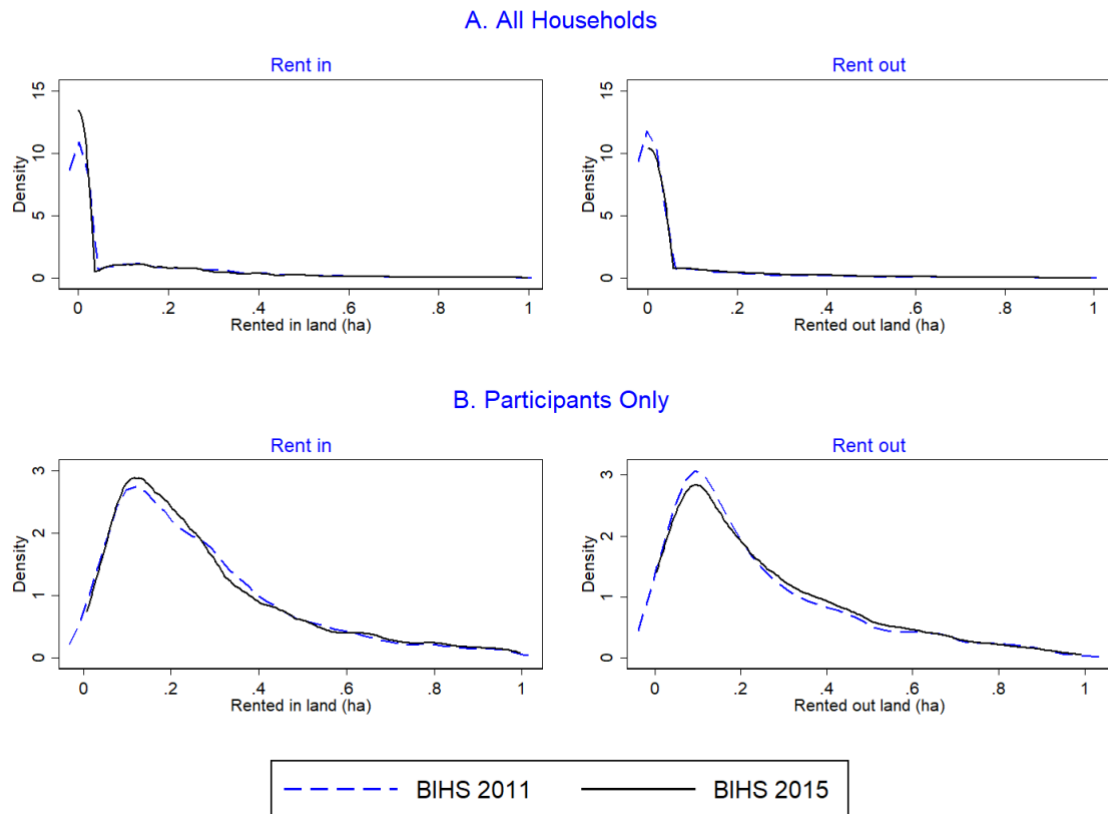 A. All Households
Rent in
Density
0 5 10 15
0 .2 .4 .6 .8 1
Rented in land (ha)
Rent out
Density
0 5 10 15
0 .2 .4 .6 .8 1
Rented out land (ha)
B. Participants Only
Rent in
Density
0 1 2 3
0 .2 .4 .6 .8 1
Rented in land (ha)
Rent out
Density
0 1 2 3
0 .2 .4 .6 .8 1
Rented out land (ha)
BIHS 2011 BIHS 2015